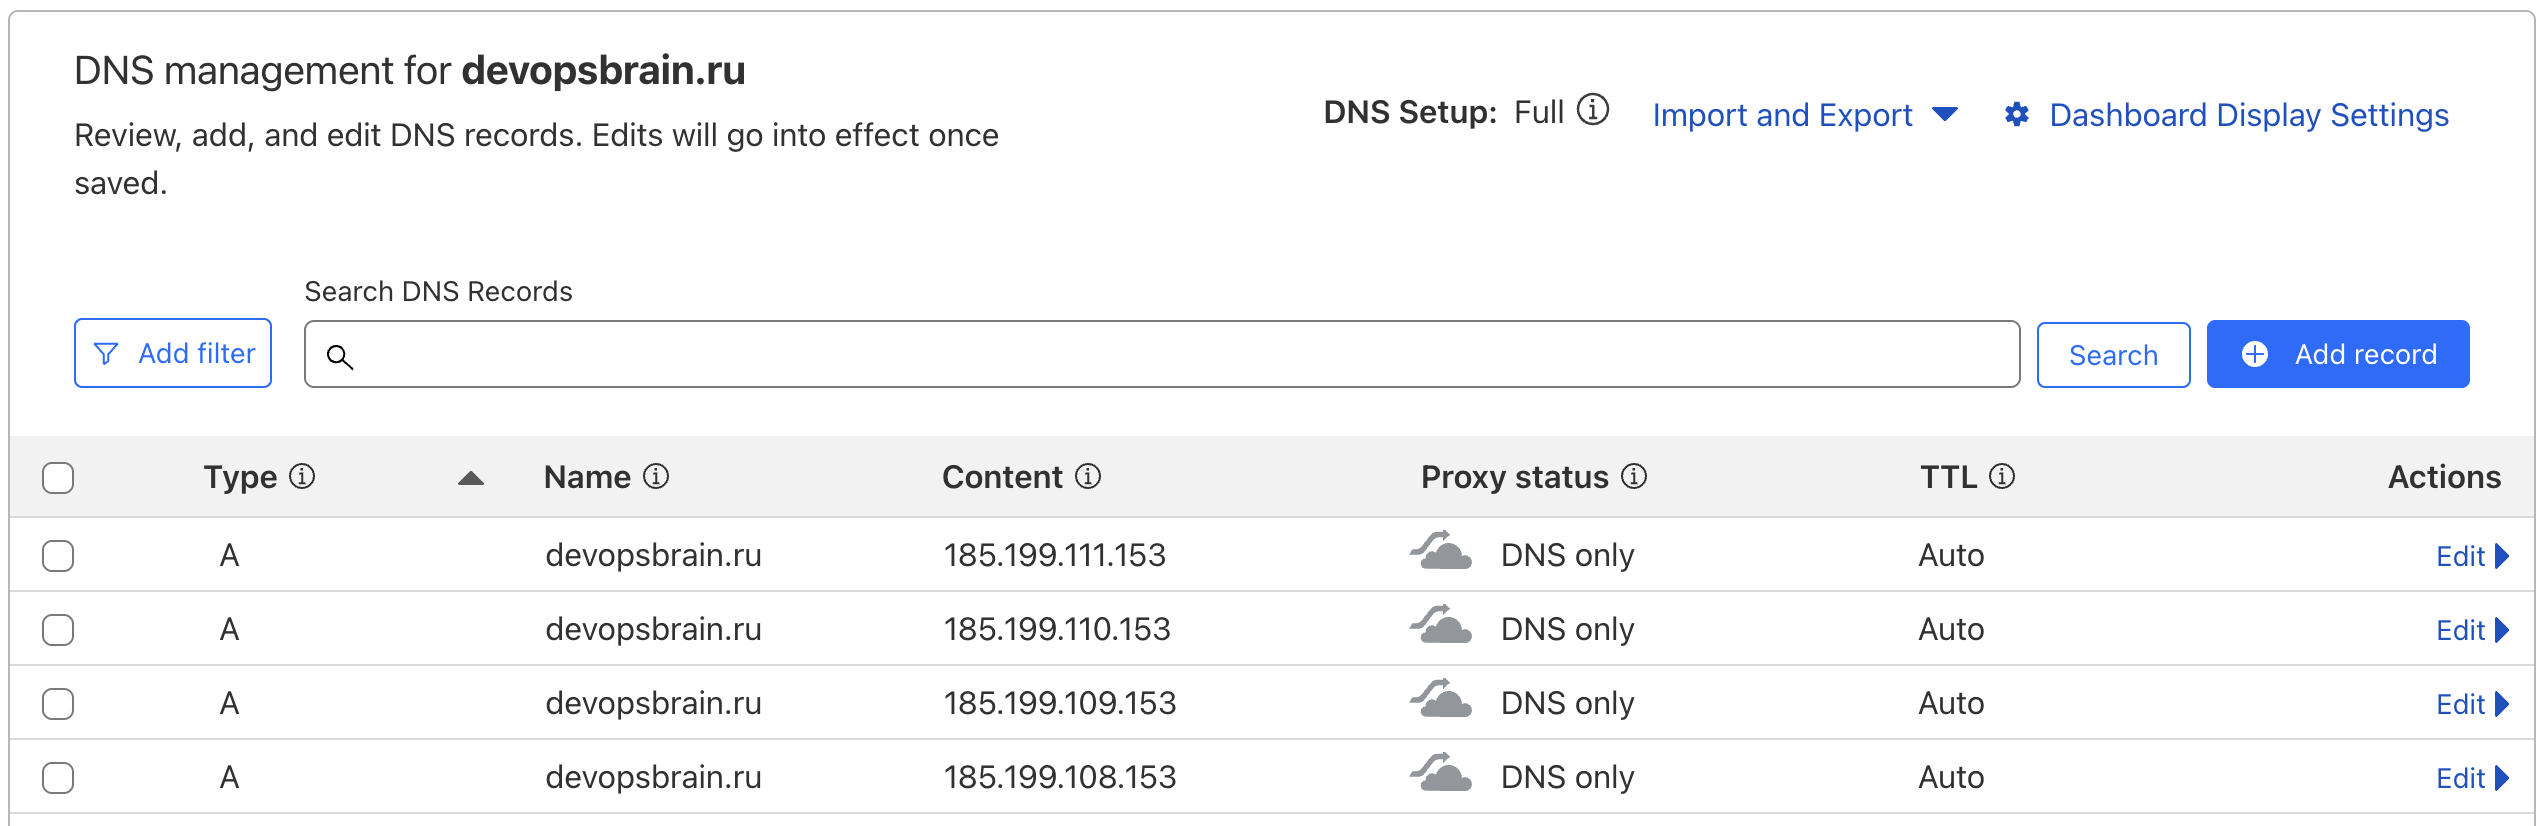 DNS management for devopsbrain.ru
Review, add, and edit DNS records. Edits will go into effect once
saved.
DNS Setup: Full
Import and Export
Dashboard Display Settings
Search DNS Records
Add filter
Search
Add record
Type Name Content Proxy status TTL Actions
A devopsbrain.ru 185.199.111.153 DNS only Auto Edit
A devopsbrain.ru 185.199.110.153 DNS only Auto Edit
A devopsbrain.ru 185.199.109.153 DNS only Auto Edit
A devopsbrain.ru 185.199.108.153 DNS only Auto Edit